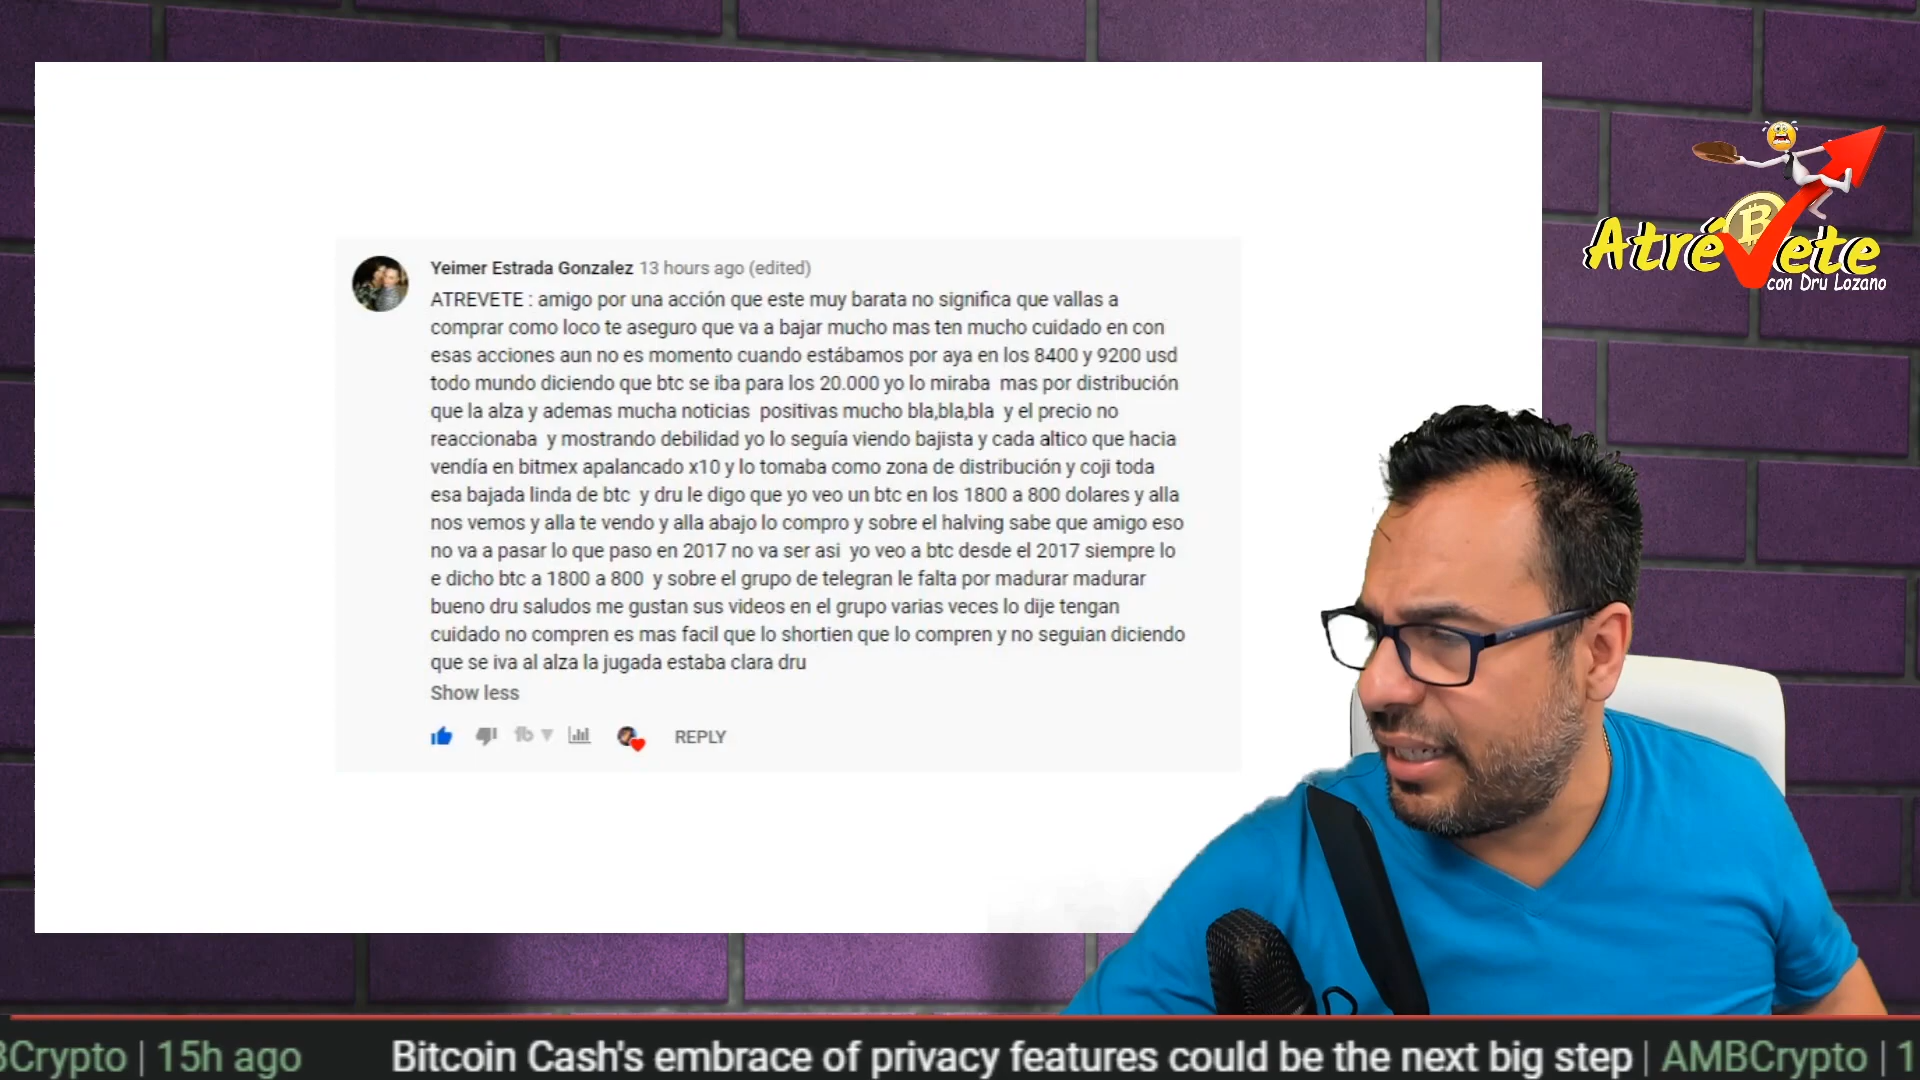 Yeimer Estrada Gonzalez 13 hours ago (edited)
ATREVETE : amigo por una acción que este muy barata no significa que vallas a
comprar como loco te aseguro que va a bajar mucho mas ten mucho cuidado en con
esas acciones aun no es momento cuando estábamos por aya en los 8400 y 9200 usd
todo mundo diciendo que btc se iba para los 20.000 yo lo miraba mas por distribución
que la alza y ademas mucha noticias positivas mucho bla,bla,bla y el precio no
reaccionaba y mostrando debilidad yo lo seguía viendo bajista y cada altico que hacia
vendía en bitmex apalancado x10 y lo tomaba como zona de distribución y coji toda
esa bajada linda de btc y dru le digo que yo veo un btc en los 1800 a 800 dolares y alla
nos vemos y alla te vendo y alla abajo lo compro y sobre el halving sabe que amigo eso
no va a pasar lo que paso en 2017 no va ser asi yo veo a btc desde el 2017 siempre lo
e dicho btc a 1800 a 800 y sobre el grupo de telegran le falta por madurar madurar
bueno dru saludos me gustan sus videos en el grupo varias veces lo dije tengan
cuidado no compren es mas facil que lo shortien que lo compren y no seguian diciendo
que se iva al alza la jugada estaba clara dru
Show less
REPLY
AtréVete
con Dru Lozano
BCrypto | 15h ago Bitcoin Cash's embrace of privacy features could be the next big step | AMBCrypto | 1